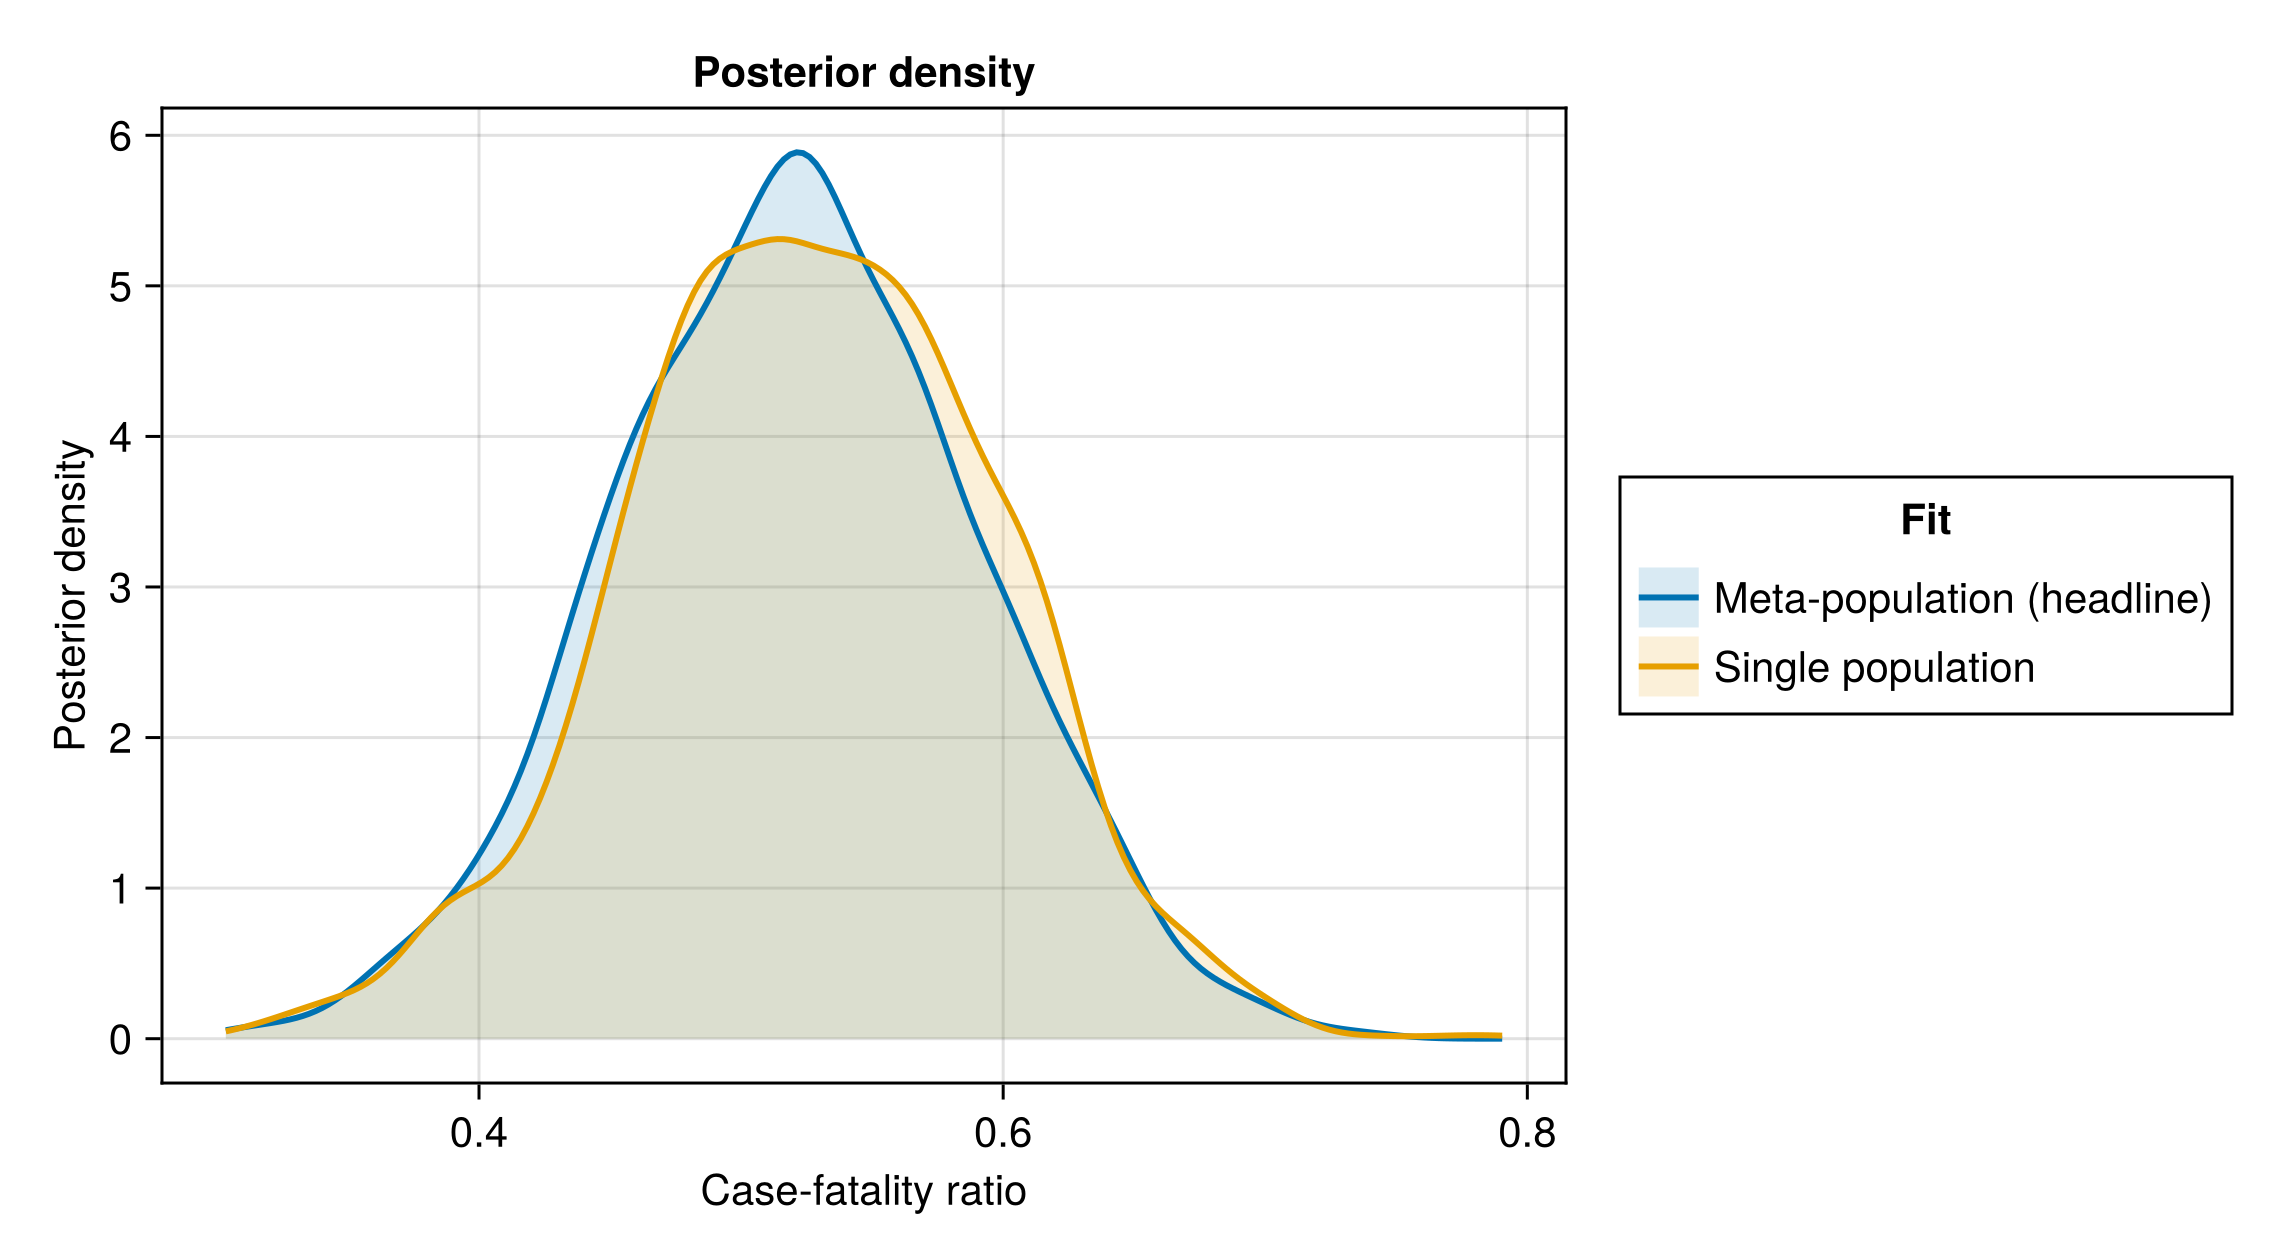 Posterior density
Posterior density
6
5
4
3
2
1
0
0.4
0.6
0.8
Case-fatality ratio
Fit
Meta-population (headline)
Single population